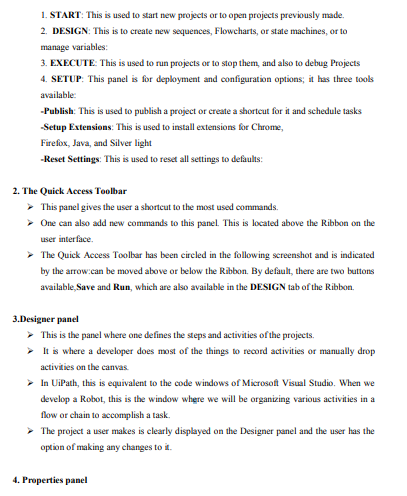 1. START: This is used to start new projects or to open projects previously made.
2. DESIGN: This is to create new sequences, Flowcharts, or state machines, or to
manage variables:
3. EXECUTE: This is used to run projects or to stop them, and also to debug Projects
4. SETUP: This panel is for deployment and configuration options; it has three tools
available:
-Publish: This is used to publish a project or create a shortcut for it and schedule tasks
-Setup Extensions: This is used to install extensions for Chrome,
Firefox, Java, and Silver light
-Reset Settings: This is used to reset all settings to defaults:
2. The Quick Access Toolbar
➢ This panel gives the user a shortcut to the most used commands.
➢ One can also add new commands to this panel. This is located above the Ribbon on the
user interface.
➢ The Quick Access Toolbar has been circled in the following screenshot and is indicated
by the arrow:can be moved above or below the Ribbon. By default, there are two buttons
available,Save and Run, which are also available in the DESIGN tab of the Ribbon.
3.Designer panel
➢ This is the panel where one defines the steps and activities of the projects.
➢ It is where a developer does most of the things to record activities or manually drop
activities on the canvas.
➢ In UiPath, this is equivalent to the code windows of Microsoft Visual Studio. When we
develop a Robot, this is the window where we will be organizing various activities in a
flow or chain to accomplish a task.
➢ The project a user makes is clearly displayed on the Designer panel and the user has the
option of making any changes to it.
4. Properties panel